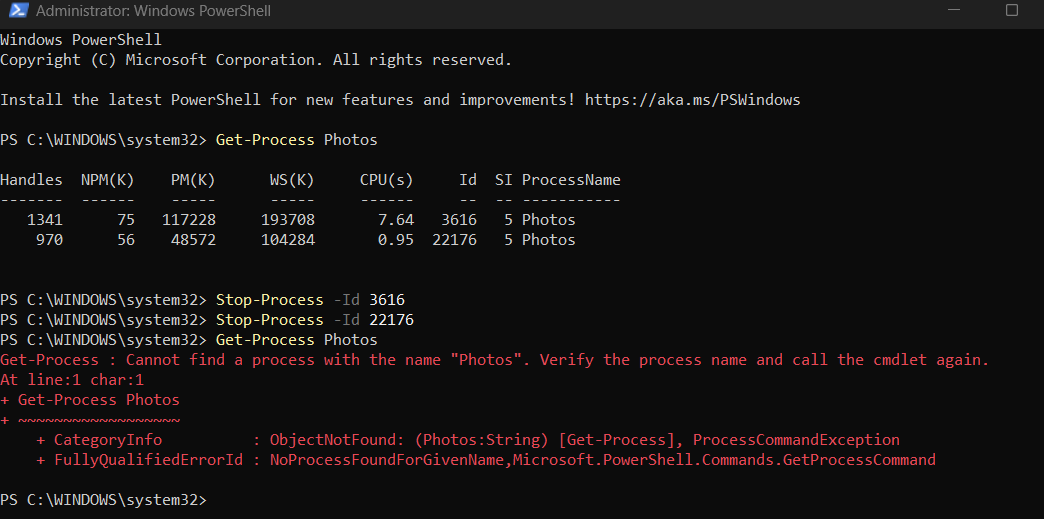 Administrator: Windows PowerShell
Windows PowerShell
Copyright (C) Microsoft Corporation. All rights reserved.
Install the latest PowerShell for new features and improvements! https://aka.ms/PSWindows
PS C:\WINDOWS\system32> Get-Process Photos
Handles  NPM(K)    PM(K)      WS(K)     CPU(s)     Id  SI ProcessName
-------  ------    -----      -----     ------     --  -- -----------
   1341      75   117228     193708       7.64   3616   5 Photos
    970      56    48572     104284       0.95  22176   5 Photos
PS C:\WINDOWS\system32> Stop-Process -Id 3616
PS C:\WINDOWS\system32> Stop-Process -Id 22176
PS C:\WINDOWS\system32> Get-Process Photos
Get-Process : Cannot find a process with the name "Photos". Verify the process name and call the cmdlet again.
At line:1 char:1
+ Get-Process Photos
+ ~~~~~~~~~~~~~~~~~~
    + CategoryInfo          : ObjectNotFound: (Photos:String) [Get-Process], ProcessCommandException
    + FullyQualifiedErrorId : NoProcessFoundForGivenName,Microsoft.PowerShell.Commands.GetProcessCommand
PS C:\WINDOWS\system32>